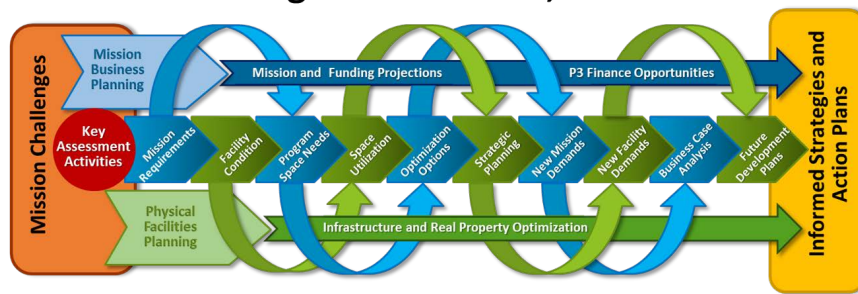 Mission Challenges
Mission
Business
Planning
Mission and Funding Projections
P3 Finance Opportunities
Key
Assessment
Activities
Mission
Requirements
Facility
Condition
Program
Space Needs
Space
Utilization
Optimization
Options
Strategic
Planning
New Mission
Demands
New Facility
Demands
Business Case
Analysis
Future
Development
Plans
Physical
Facilities
Planning
Infrastructure and Real Property Optimization
Informed Strategies and
Action Plans